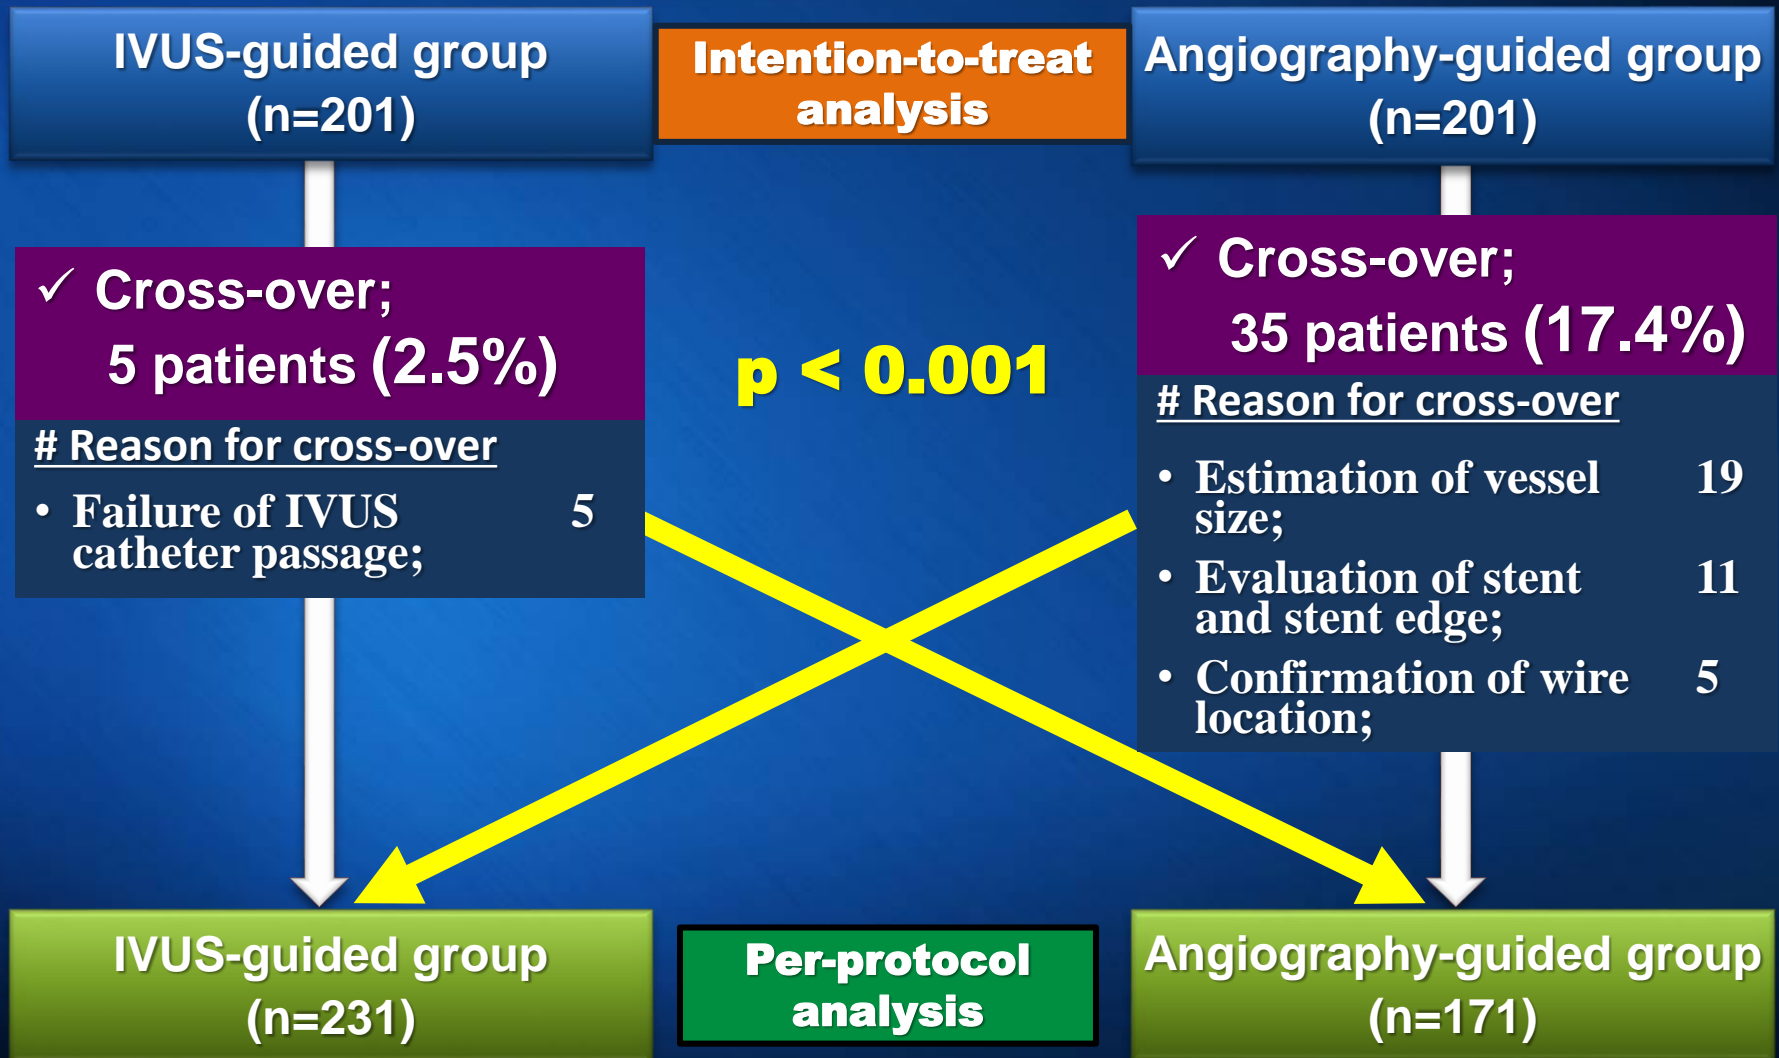 IVUS-guided group
(n=201)
Intention-to-treat
analysis
Angiography-guided group
(n=201)
✓ Cross-over;
5 patients (2.5%)
# Reason for cross-over
• Failure of IVUS 5
catheter passage;
p < 0.001
✓ Cross-over;
35 patients (17.4%)
# Reason for cross-over
• Estimation of vessel 19
size;
• Evaluation of stent 11
and stent edge;
• Confirmation of wire 5
location;
IVUS-guided group
(n=231)
Per-protocol
analysis
Angiography-guided group
(n=171)